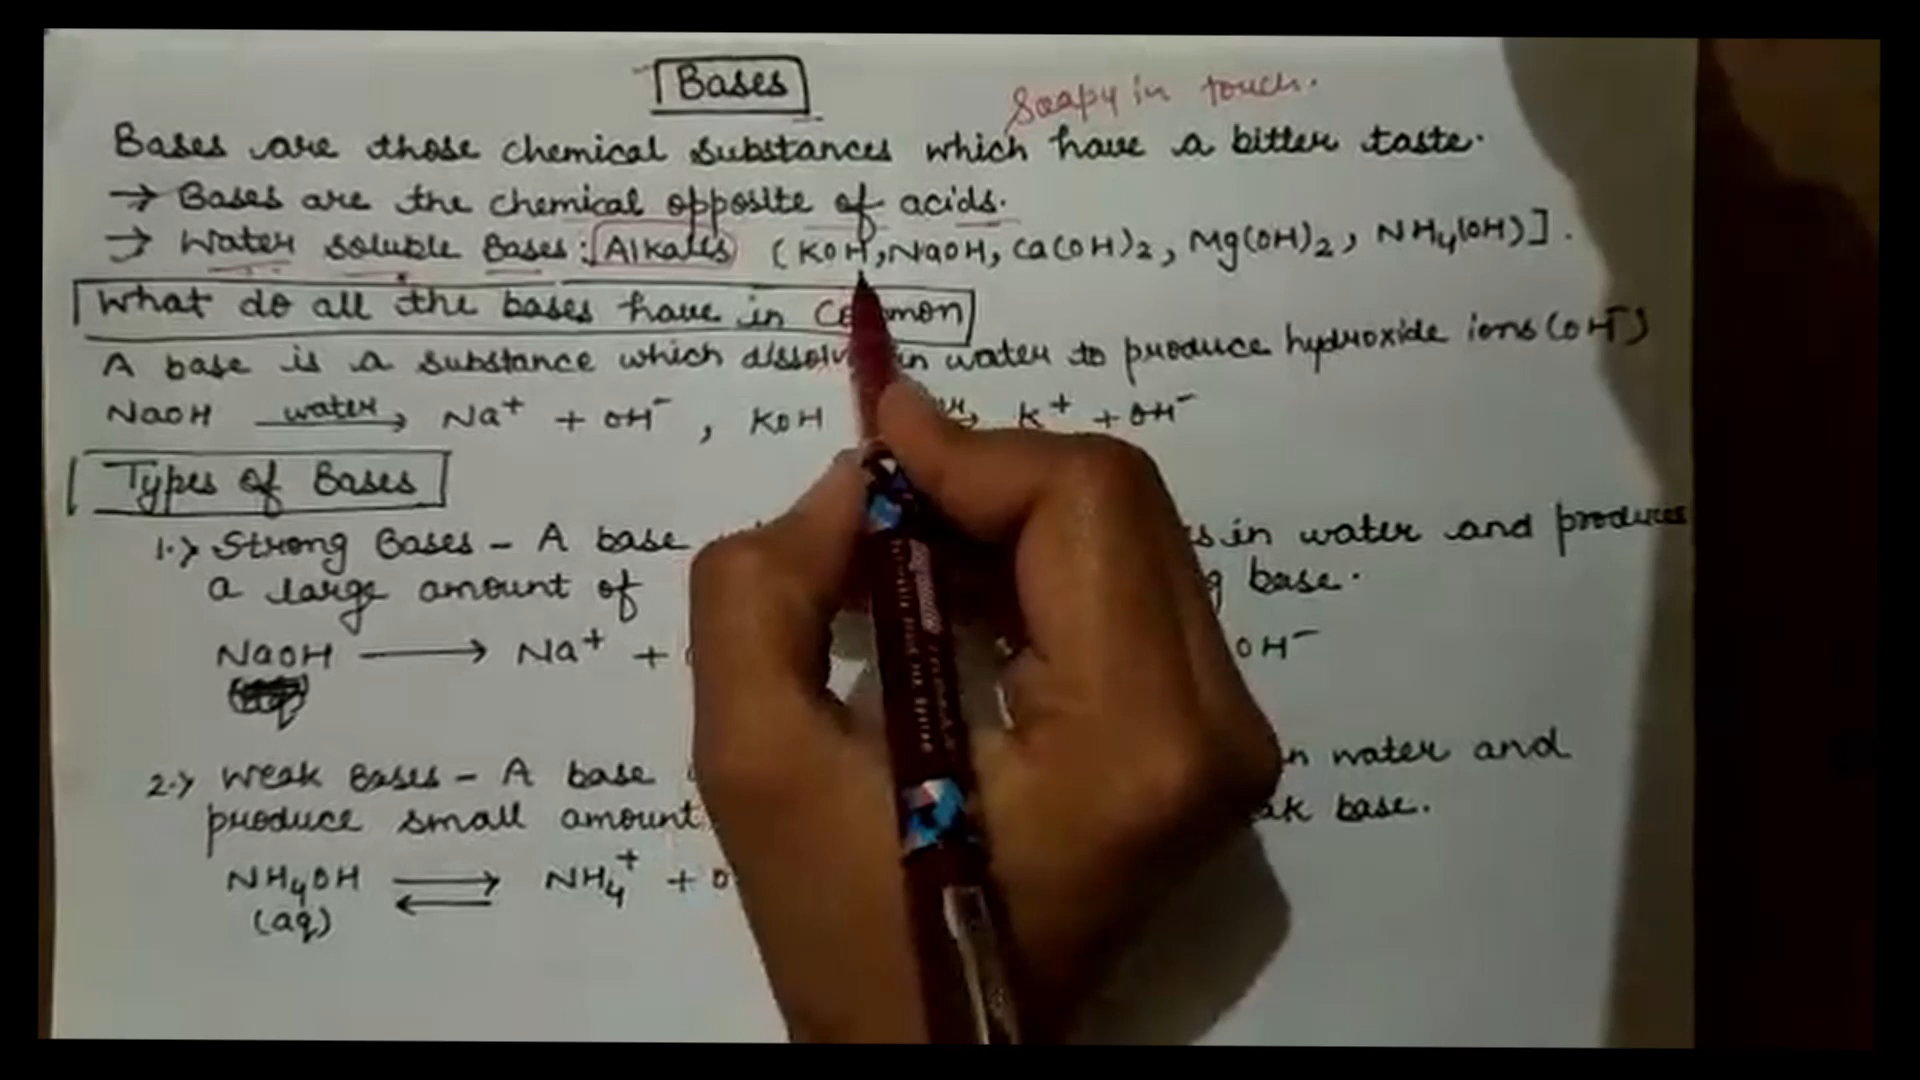 Bases
Soapy in touch.
Bases are those chemical substances which have a bitter taste.
→ Bases are the chemical opposite of acids.
→ Water soluble Bases : Alkalis (KOH, NaOH, Ca(OH)2, Mg(OH)2, NH4(OH)].
What do all the bases have in Common
A base is a substance which in water to produce hydroxide ions (OH⁻)
NaOH water→ Na⁺ + OH⁻ , KOH → K⁺ + OH⁻
Types of Bases
1.) Strong Bases – A base in water and produces
a large amount of base.
NaOH → Na⁺ + OH⁻
2.) Weak Bases – A base water and
produce small amount base.
NH4OH ⇌ NH4⁺ +
(aq)